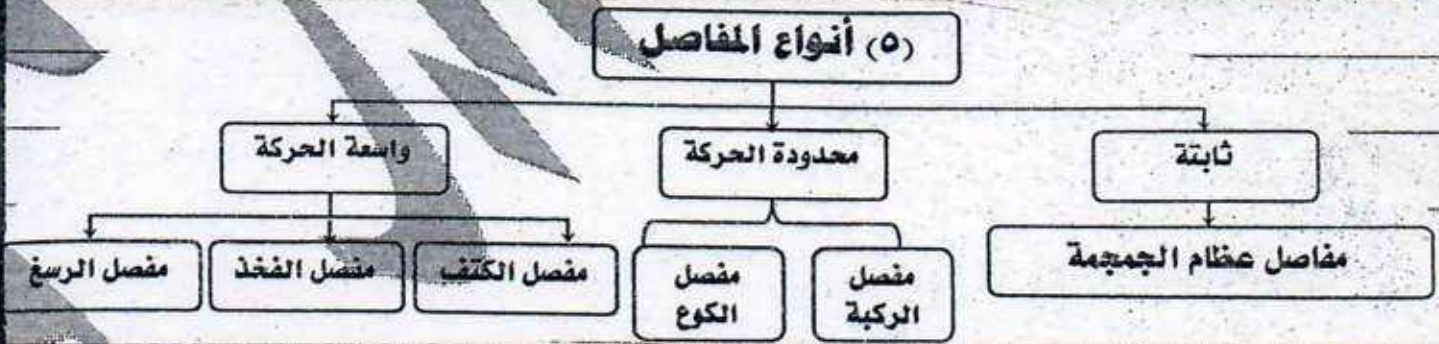 (٥) أنواع المفاصل
ثابتة
محدودة الحركة
واسعة الحركة
مفاصل عظام الجمجمة
مفصل
الركبة
مفصل
الكوع
مفصل الكتف
مفصل الفخذ
مفصل الرسغ